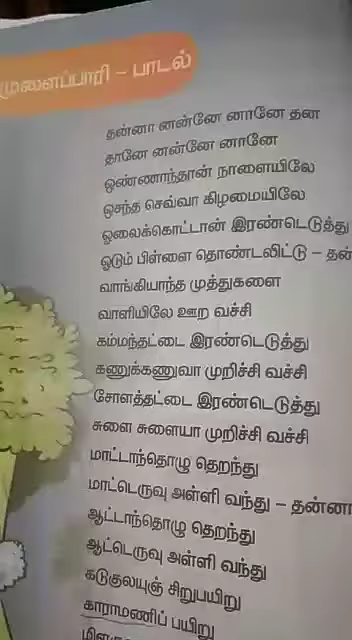 முளைப்பாரி – பாடல்
தன்னா னன்னே னானே தன
தானே னன்னே னானே
ஒண்ணாந்தான் நாளையிலே
ஒசந்த செவ்வா கிழமையிலே
ஓலைக்கொட்டான் இரண்டெடுத்து
ஓடும் பிள்ளை தொண்டலிட்டு – தன்
வாங்கியாந்த முத்துகளை
வாளியிலே ஊற வச்சி
கம்மந்தட்டை இரண்டெடுத்து
கணுக்கணுவா முறிச்சி வச்சி
சோளத்தட்டை இரண்டெடுத்து
சுளை சுளையா முறிச்சி வச்சி
மாட்டாந்தொழு தெறந்து
மாட்டெருவு அள்ளி வந்து – தன்னா
ஆட்டாந்தொழு தெறந்து
ஆட்டெருவு அள்ளி வந்து
கடுகுலயுஞ் சிறுபயிறு
காராமணிப் பயிறு